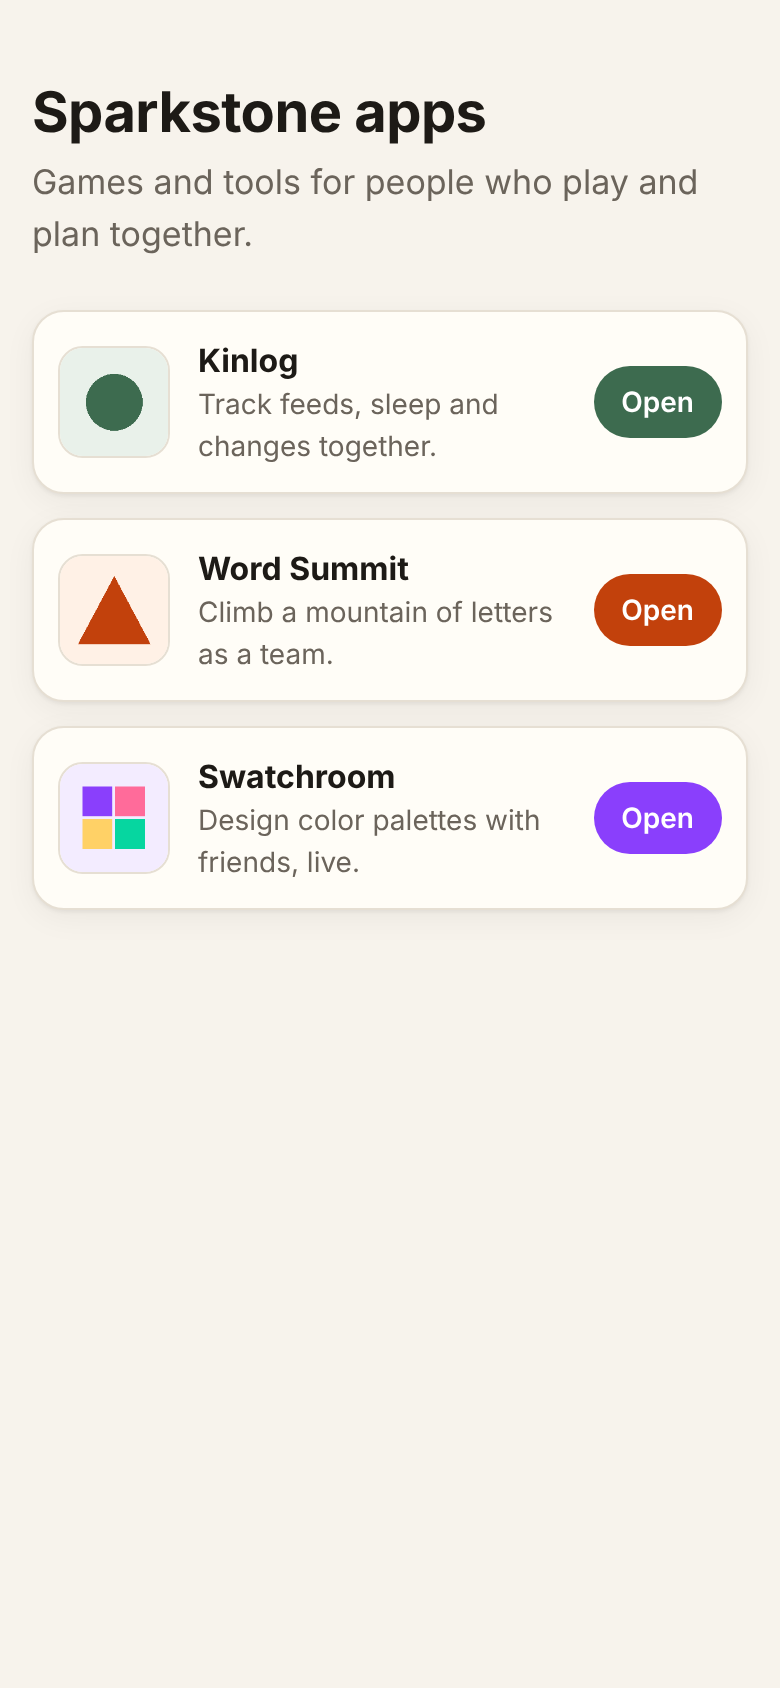 Sparkstone apps
Games and tools for people who play and
plan together.
Kinlog
Track feeds, sleep and
changes together.
Open
Word Summit
Climb a mountain of letters
as a team.
Open
Swatchroom
Design color palettes with
friends, live.
Open